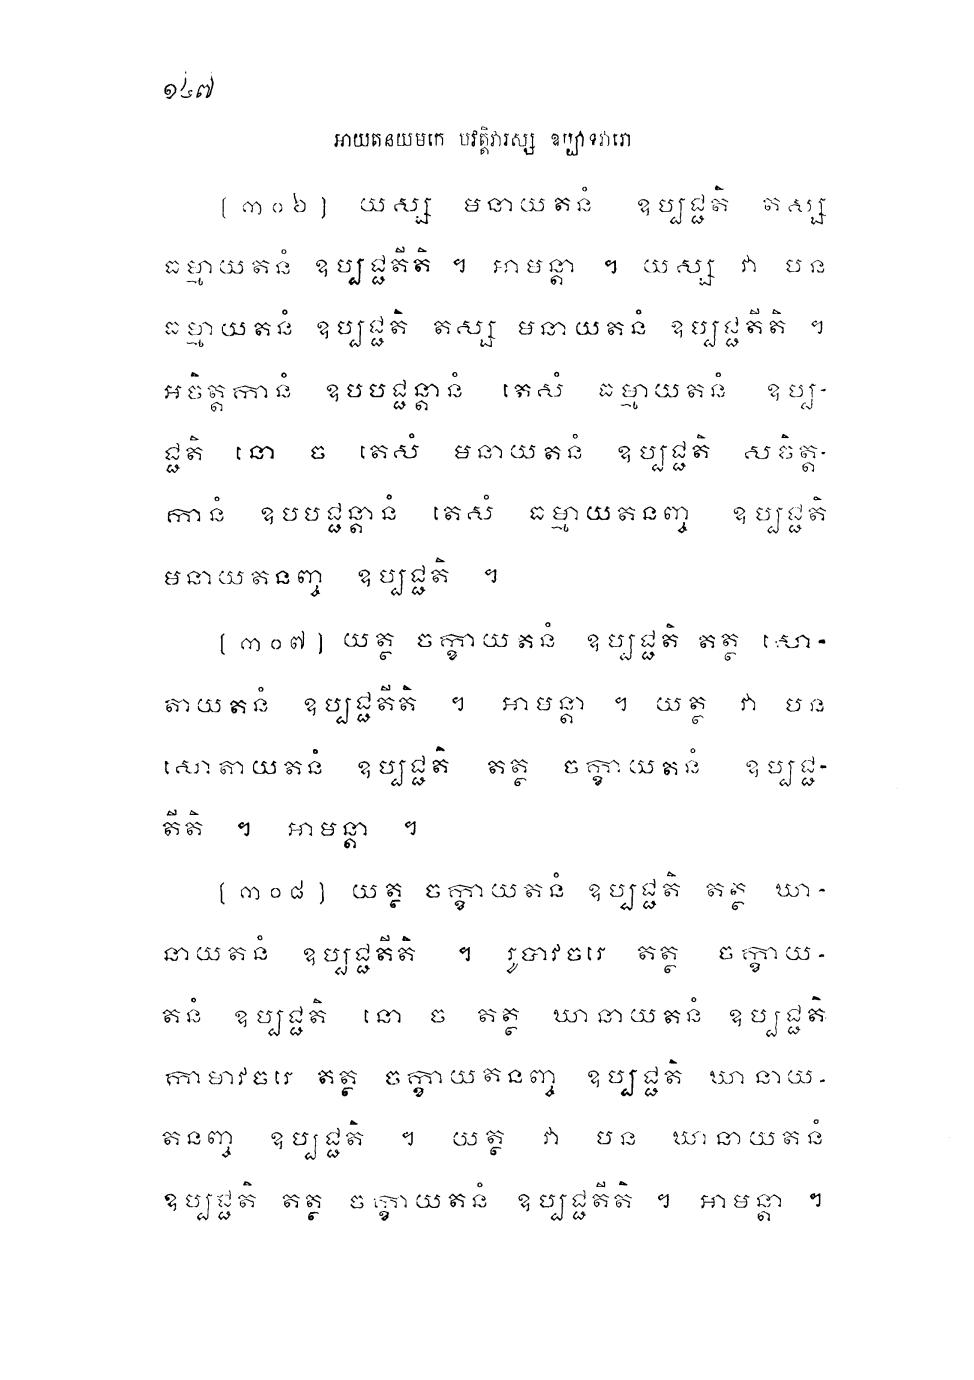 ១៤៧
អាយតនយមកេ បវត្តិវារស្ស ឧប្បាទវារោ
[៣០៦] យស្ស មនាយតនំ ឧប្បជ្ជតិ តស្ស
ធម្មាយតនំ ឧប្បជ្ជតីតិ ។ អាមន្តា ។ យស្ស វា បន
ធម្មាយតនំ ឧប្បជ្ជតិ តស្ស មនាយតនំ ឧប្បជ្ជតីតិ ។
អចិត្តកានំ ឧបបជ្ជន្តានំ តេសំ ធម្មាយតនំ ឧប្ប-
ជ្ជតិ នោ ច តេសំ មនាយតនំ ឧប្បជ្ជតិ សចិត្ត-
កានំ ឧបបជ្ជន្តានំ តេសំ ធម្មាយតនញ្ច ឧប្បជ្ជតិ
មនាយតនញ្ច ឧប្បជ្ជតិ ។
[៣០៧] យត្ថ ចក្ខាយតនំ ឧប្បជ្ជតិ តត្ថ សោ-
តាយតនំ ឧប្បជ្ជតីតិ ។ អាមន្តា ។ យត្ថ វា បន
សោតាយតនំ ឧប្បជ្ជតិ តត្ថ ចក្ខាយតនំ ឧប្បជ្ជ-
តីតិ ។ អាមន្តា ។
[៣០៨] យត្ថ ចក្ខាយតនំ ឧប្បជ្ជតិ តត្ថ ឃា-
នាយតនំ ឧប្បជ្ជតីតិ ។ រូបាវចរេ តត្ថ ចក្ខាយ-
តនំ ឧប្បជ្ជតិ នោ ច តត្ថ ឃានាយតនំ ឧប្បជ្ជតិ
កាមាវចរេ តត្ថ ចក្ខាយតនញ្ច ឧប្បជ្ជតិ ឃានាយ-
តនញ្ច ឧប្បជ្ជតិ ។ យត្ថ វា បន ឃានាយតនំ
ឧប្បជ្ជតិ តត្ថ ចក្ខាយតនំ ឧប្បជ្ជតីតិ ។ អាមន្តា ។